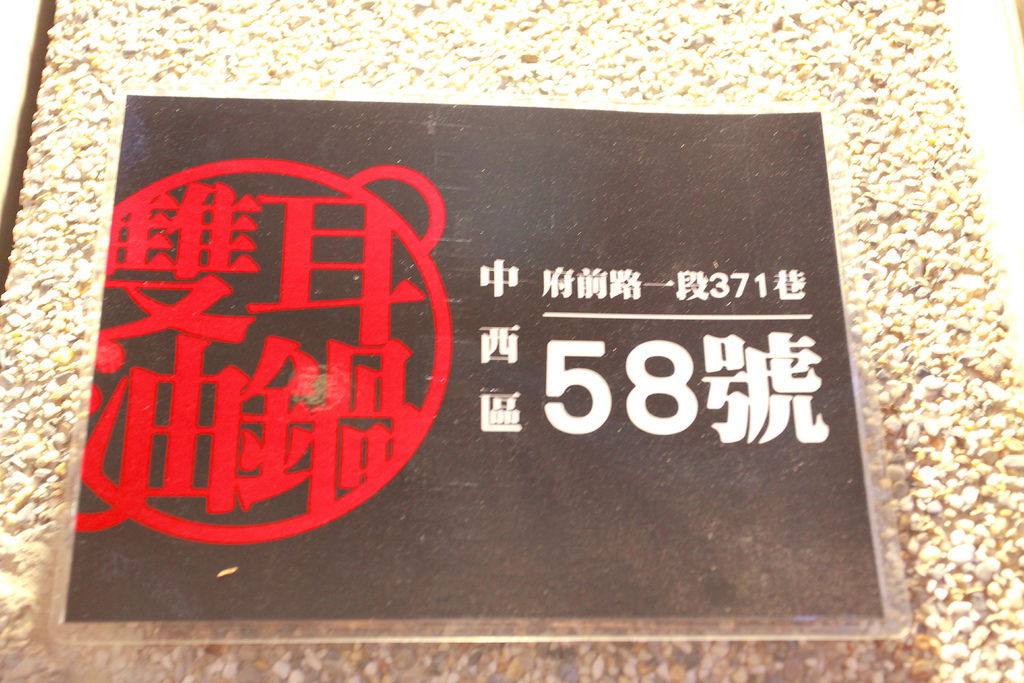 雙耳
油鍋
中西區
府前路一段371巷
58號